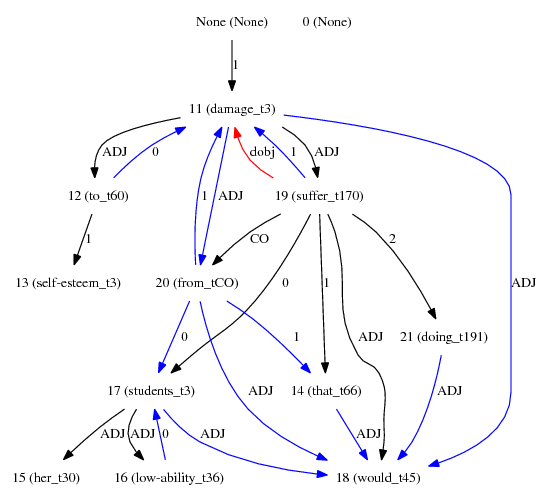 None (None) 0 (None)
1
11 (damage_t3)
ADJ 0 1 ADJ dobj 1 ADJ
12 (to_t60) 19 (suffer_t170)
1 CO 2
13 (self-esteem_t3) 20 (from_tCO) 0 1 ADJ
0 1 ADJ 21 (doing_t191)
17 (students_t3) ADJ 14 (that_t66) ADJ
ADJ ADJ 0 ADJ ADJ
15 (her_t30) 16 (low-ability_t36) 18 (would_t45)